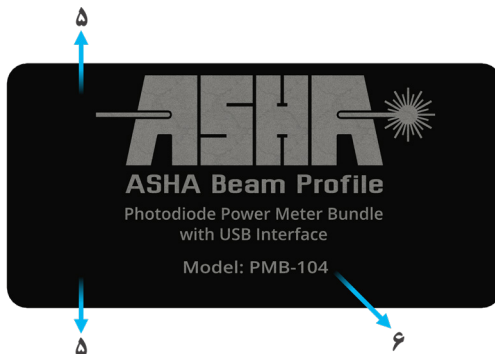 ۵
ASHA
ASHA Beam Profile
Photodiode Power Meter Bundle
with USB Interface
Model: PMB-104
۵
۶